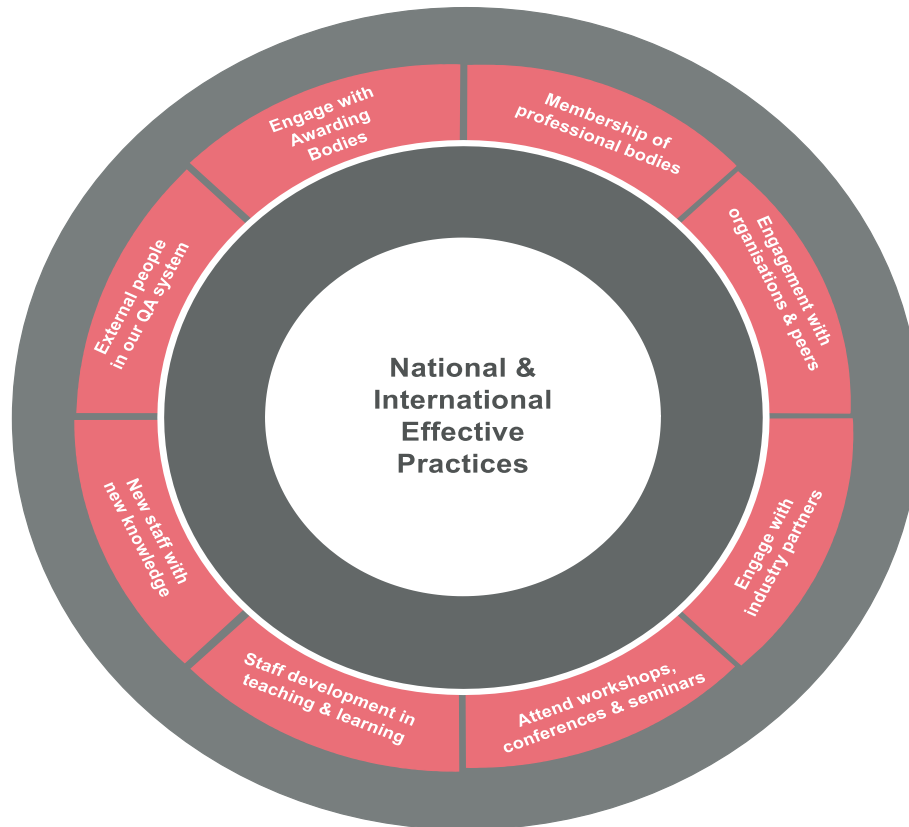 National &
International
Effective
Practices
Membership of
professional bodies
Engagement with
organisations & peers
Engage with
industry partners
Attend workshops,
conferences & seminars
Staff development in
teaching & learning
New staff with
new knowledge
External people
in our QA system
Engage with
Awarding
Bodies